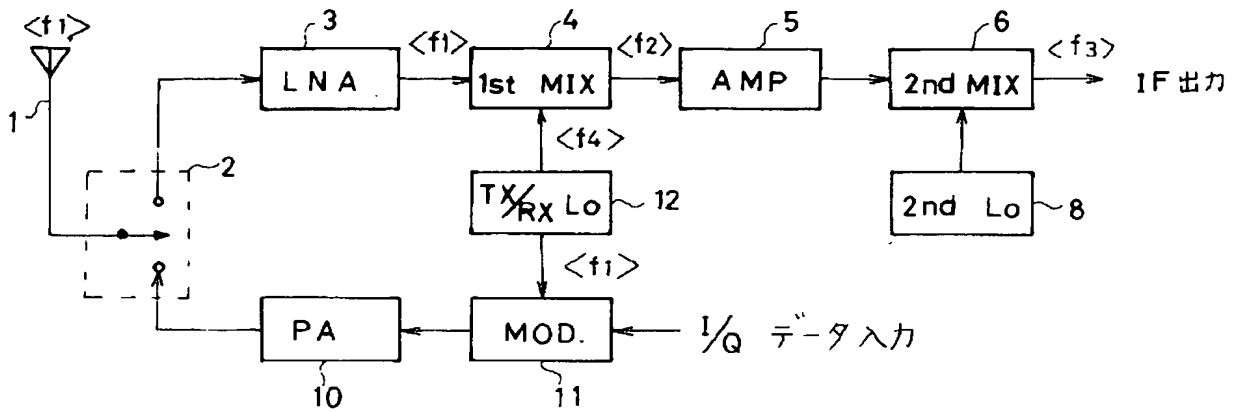 <f1>
3
4
5
6
<f1>
<f2>
<f3>
LNA
1st MIX
AMP
2nd MIX
IF出力
1
<f4>
2
TX/RX Lo
12
2nd Lo
8
<f1>
PA
MOD.
I/Q データ入力
10
11